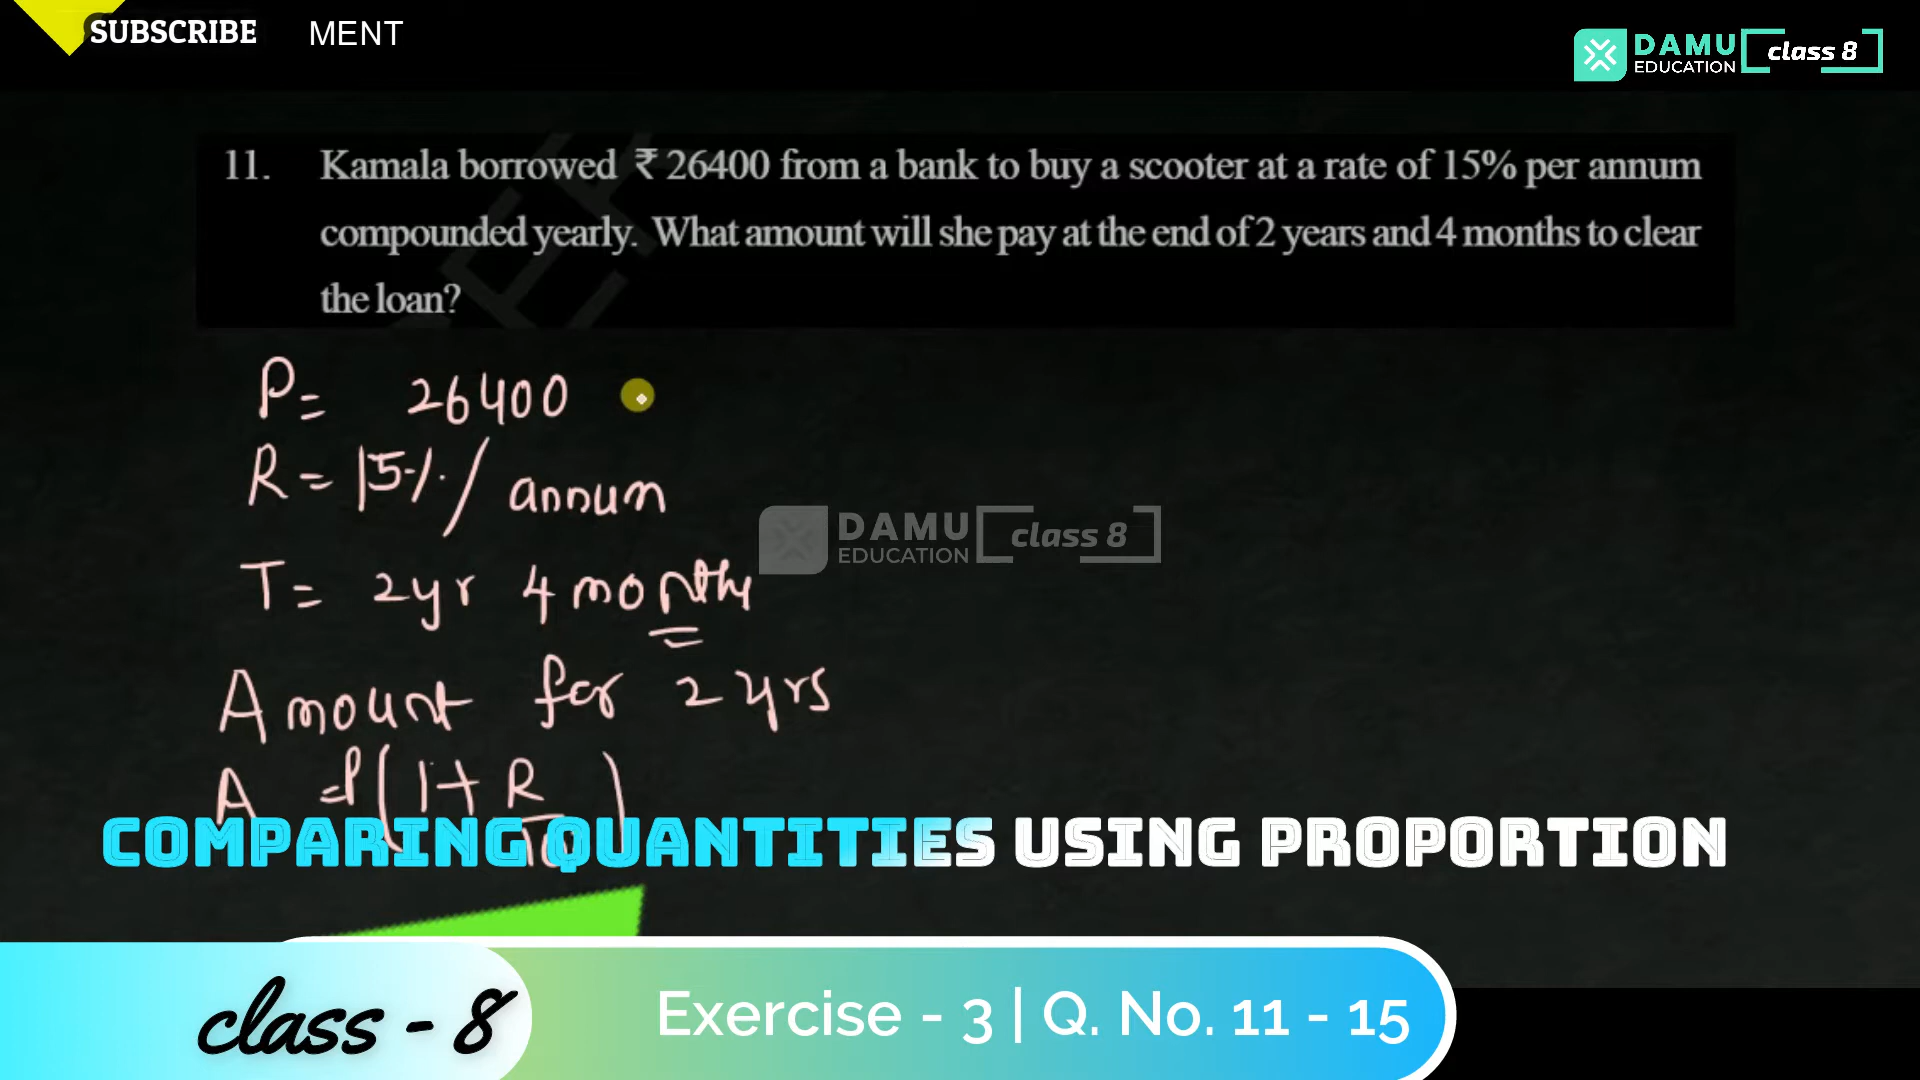 SUBSCRIBE MENT
DAMU EDUCATION class 8
11. Kamala borrowed ₹ 26400 from a bank to buy a scooter at a rate of 15% per annum
compounded yearly. What amount will she pay at the end of 2 years and 4 months to clear
the loan?
P = 26400
R = 15% / annum
DAMU EDUCATION class 8
T = 2yr 4 months
Amount for 2 yrs
A = P(1+ R
COMPARING QUANTITIES USING PROPORTION
class - 8
Exercise - 3 | Q. No. 11 - 15